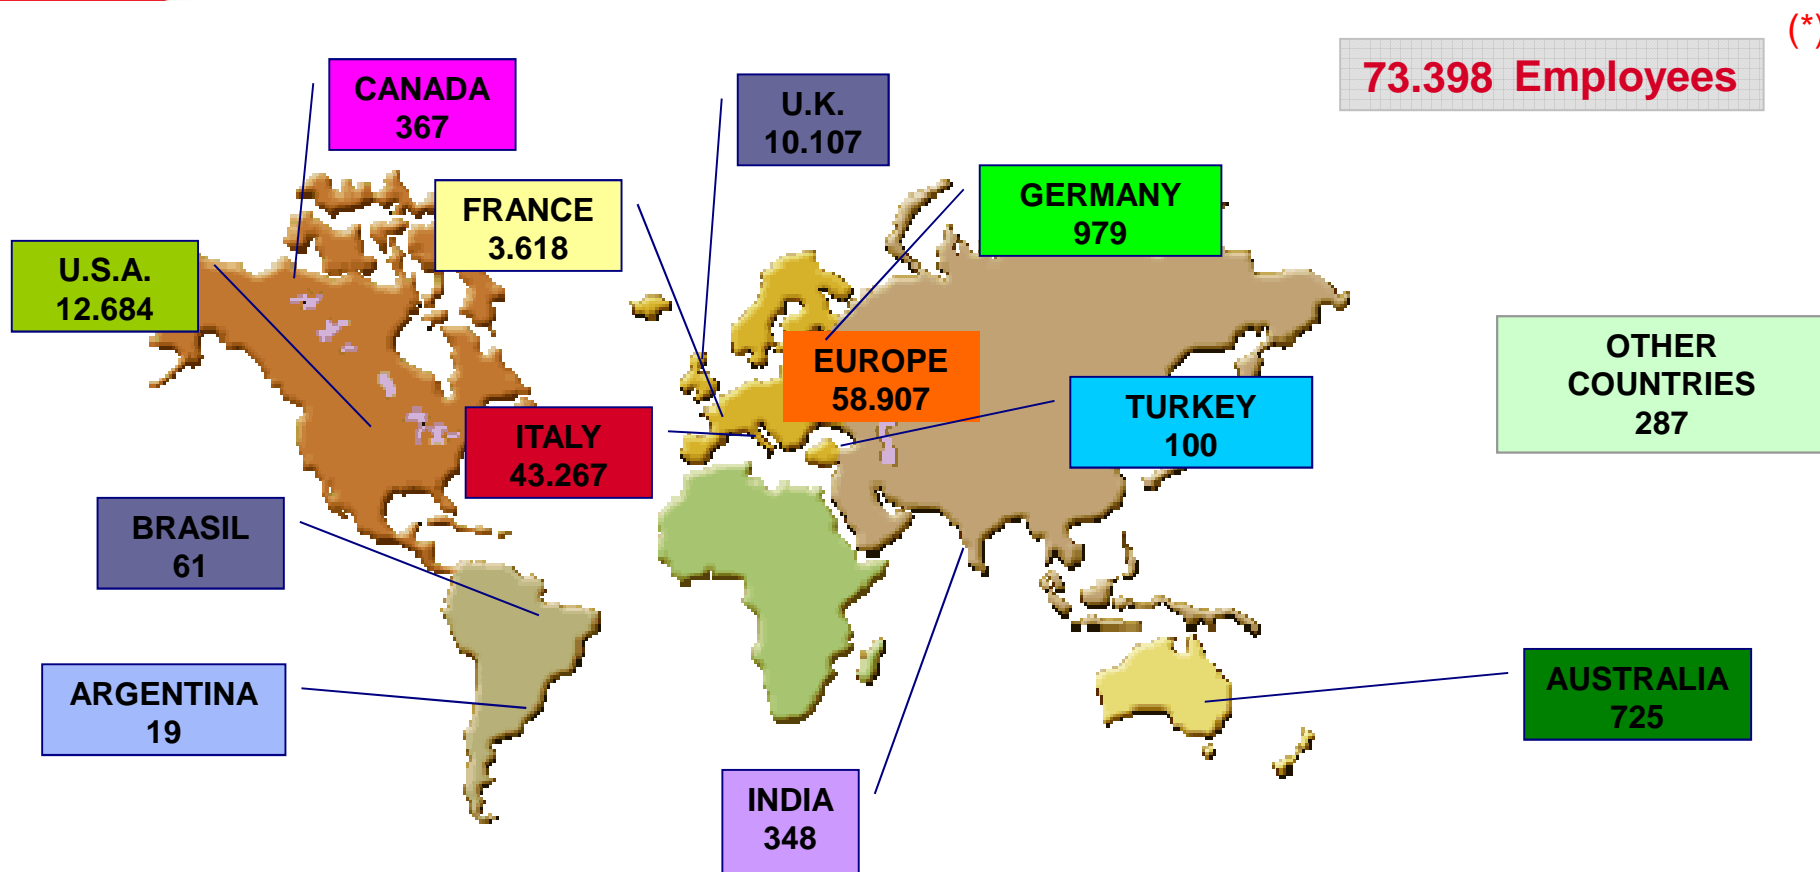 (*)
73.398 Employees
CANADA
367
U.K.
10.107
FRANCE
3.618
GERMANY
979
U.S.A.
12.684
EUROPE
58.907
OTHER
COUNTRIES
287
ITALY
43.267
TURKEY
100
BRASIL
61
ARGENTINA
19
AUSTRALIA
725
INDIA
348